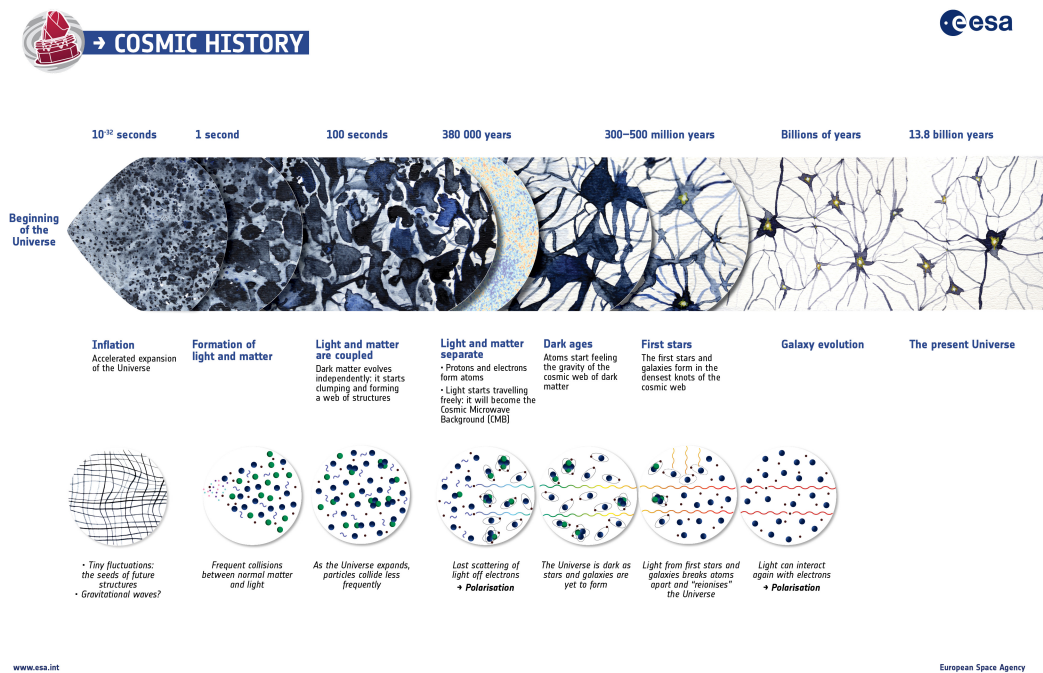 → COSMIC HISTORY
esa
10⁻³² seconds
1 second
100 seconds
380 000 years
300–500 million years
Billions of years
13.8 billion years
Beginning
of the
Universe
Inflation
Accelerated expansion
of the Universe
Formation of
light and matter
Light and matter
are coupled
Dark matter evolves
independently: it starts
clumping and forming
a web of structures
Light and matter
separate
• Protons and electrons
form atoms
• Light starts travelling
freely: it will become the
Cosmic Microwave
Background (CMB)
Dark ages
Atoms start feeling
the gravity of the
cosmic web of dark
matter
First stars
The first stars and
galaxies form in the
densest knots of the
cosmic web
Galaxy evolution
The present Universe
• Tiny fluctuations:
the seeds of future
structures
• Gravitational waves?
Frequent collisions
between normal matter
and light
As the Universe expands,
particles collide less
frequently
Last scattering of
light off electrons
→ Polarisation
The Universe is dark as
stars and galaxies are
yet to form
Light from first stars and
galaxies breaks atoms
apart and “reionises”
the Universe
Light can interact
again with electrons
→ Polarisation
www.esa.int
European Space Agency